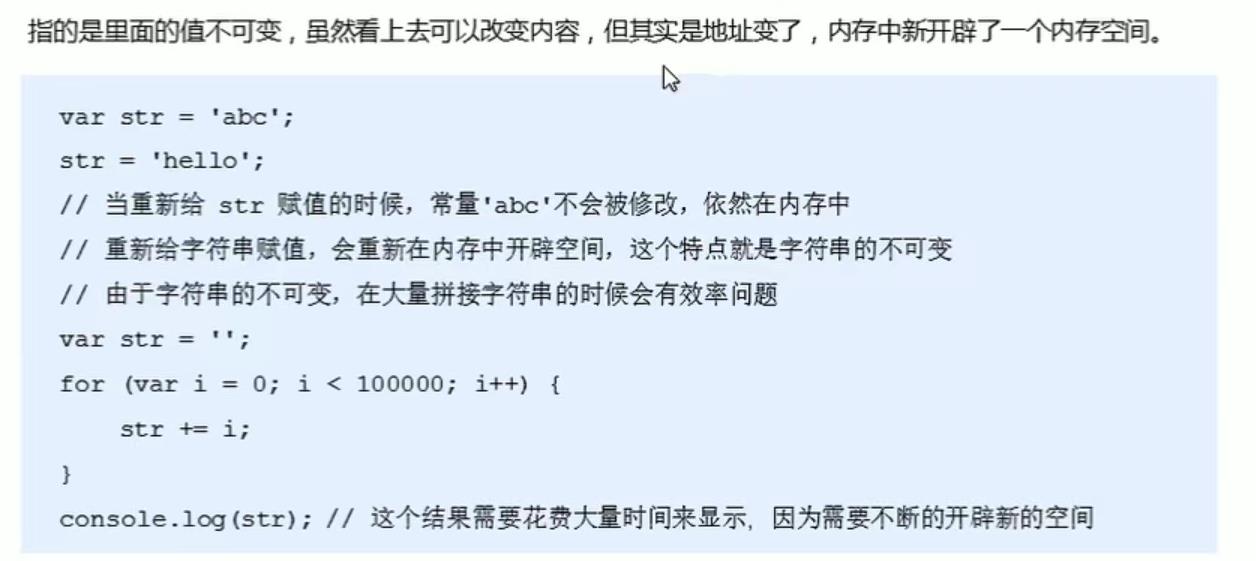 指的是里面的值不可变，虽然看上去可以改变内容，但其实是地址变了，内存中新开辟了一个内存空间。
var str = 'abc';
str = 'hello';
// 当重新给 str 赋值的时候，常量'abc'不会被修改，依然在内存中
// 重新给字符串赋值，会重新在内存中开辟空间，这个特点就是字符串的不可变
// 由于字符串的不可变，在大量拼接字符串的时候会有效率问题
var str = '';
for (var i = 0; i < 100000; i++) {
    str += i;
}
console.log(str); // 这个结果需要花费大量时间来显示，因为需要不断的开辟新的空间